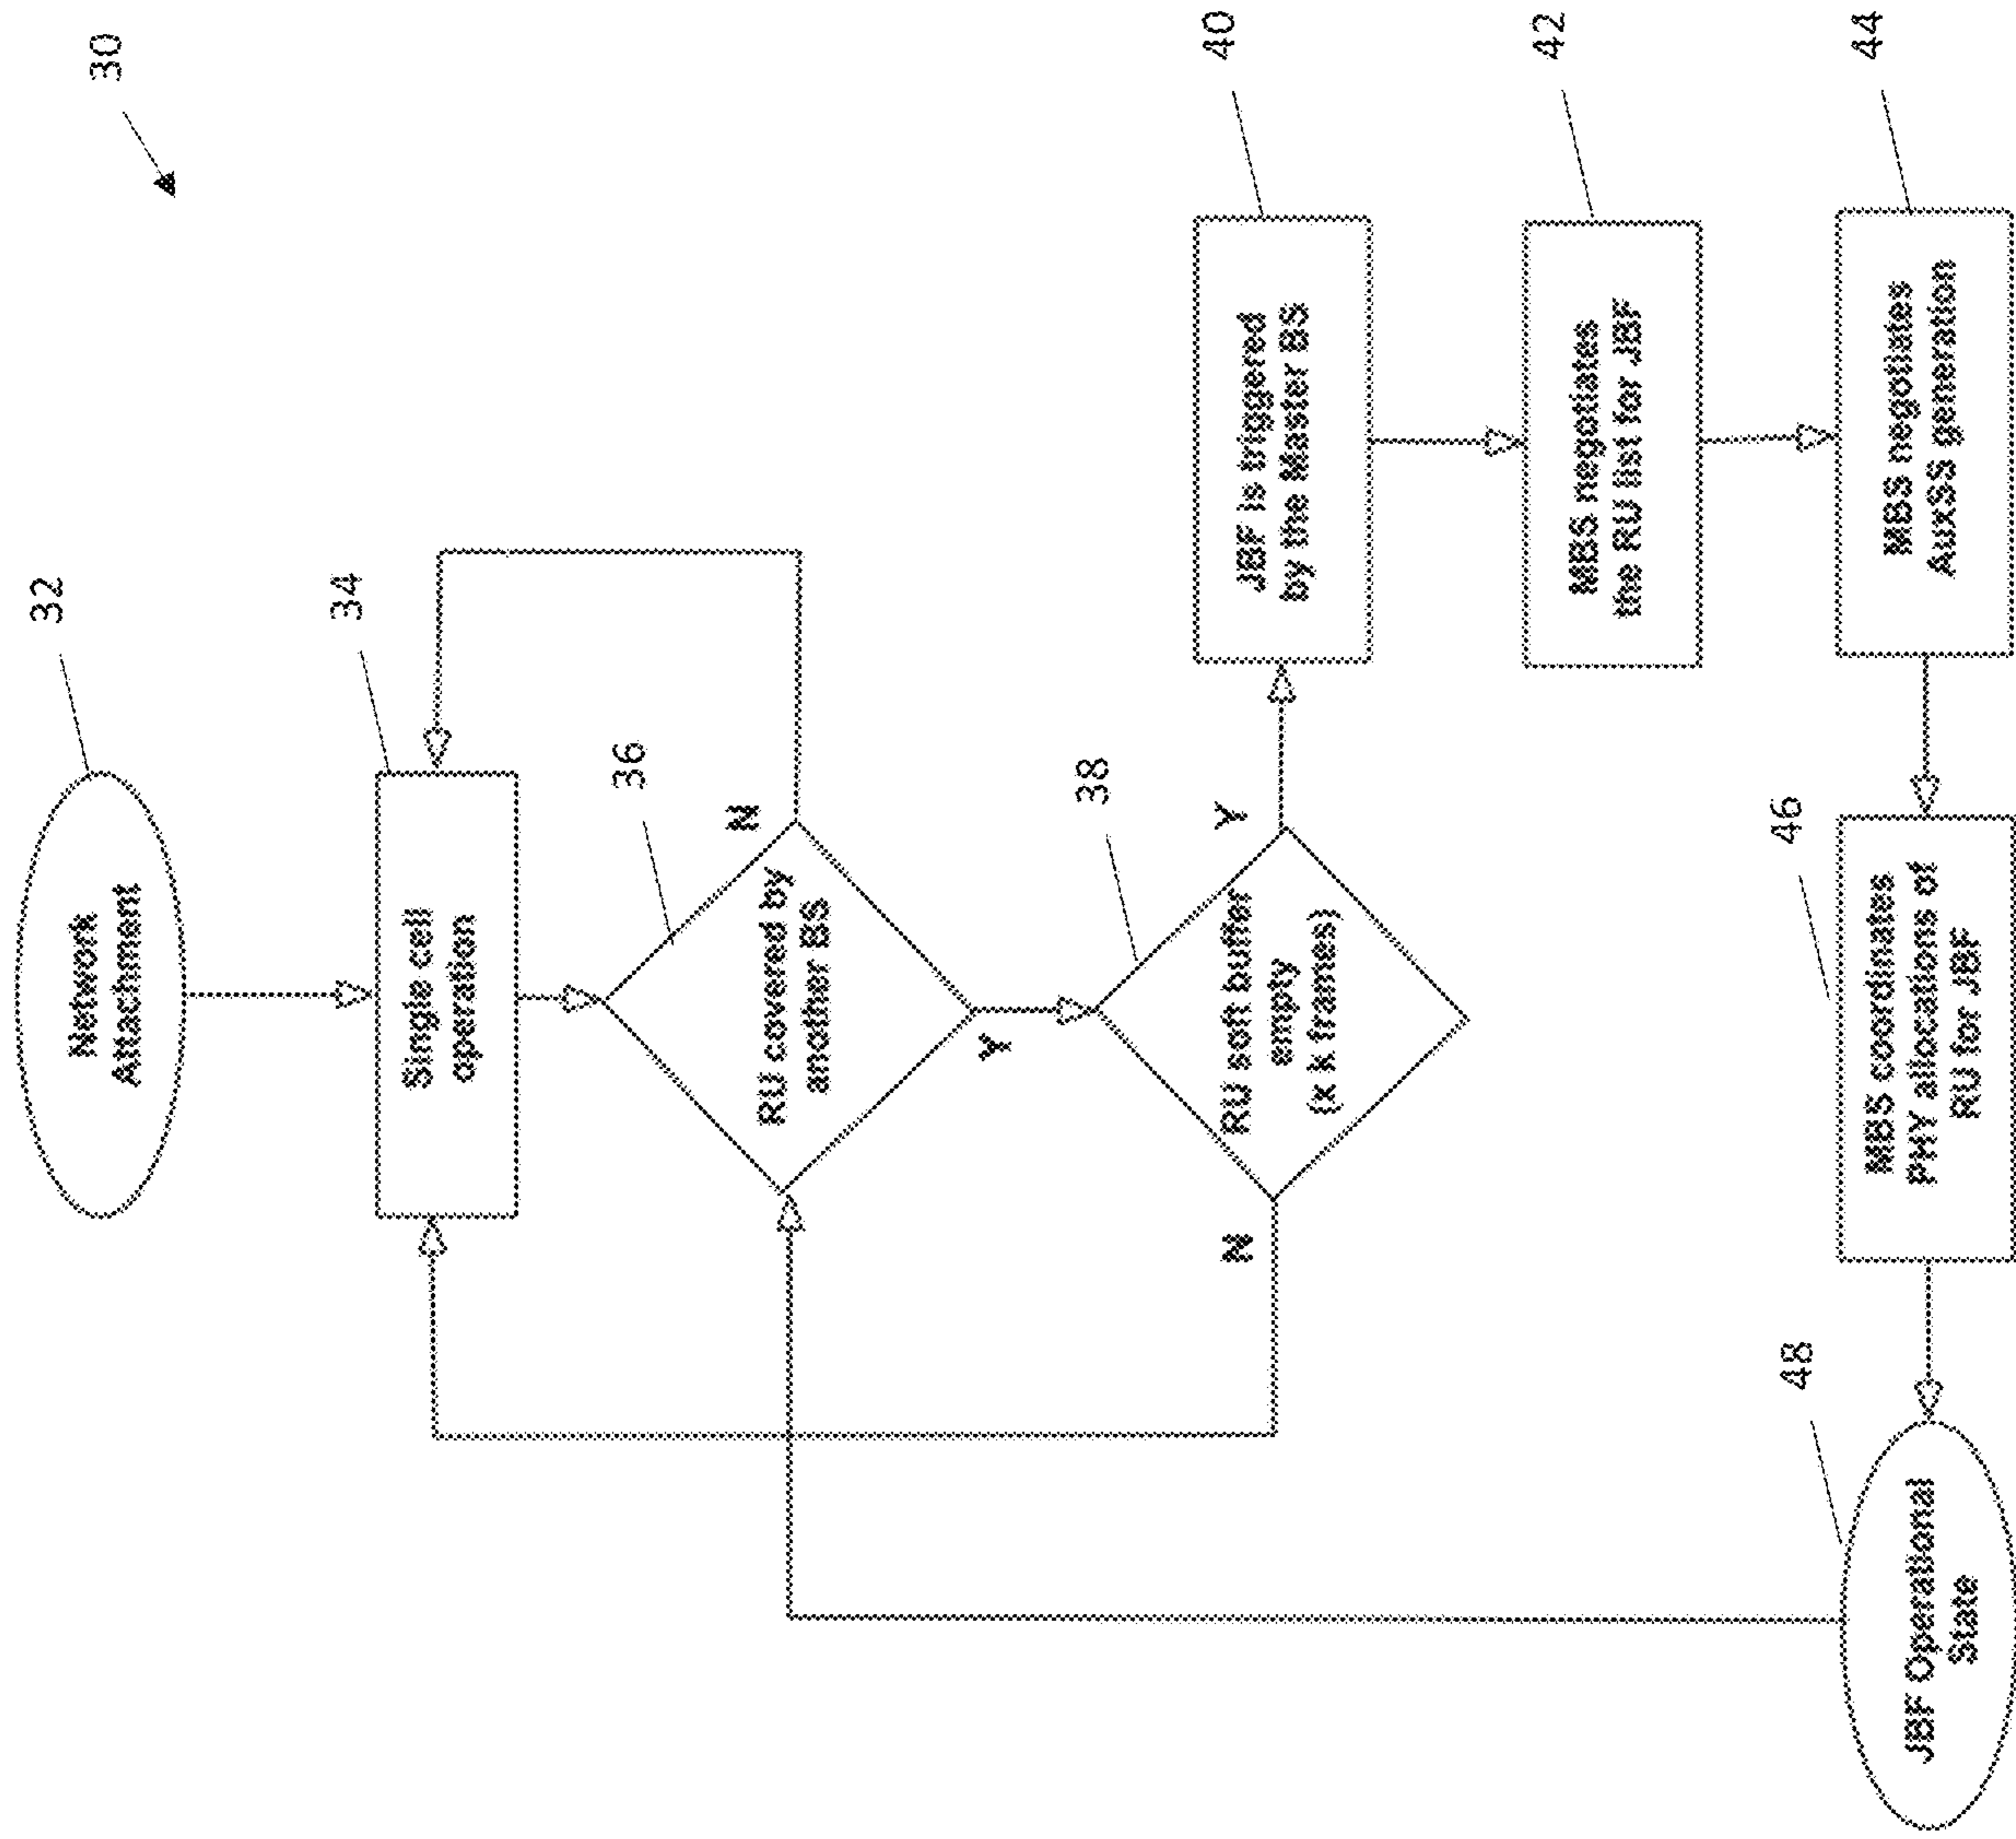 30
32
Network
Attachment
34
Single cell
operation
36
RU covered by
another BS
N
Y
38
RU soft buffer
empty
(x k frames)
N
Y
40
JBF is triggered
by the Master BS
42
MBS negotiates
the RU list for JBF
44
MBS negotiates
AuxSS generation
46
MBS coordinates
PHY allocations of
RU for JBF
48
JBF Operational
State